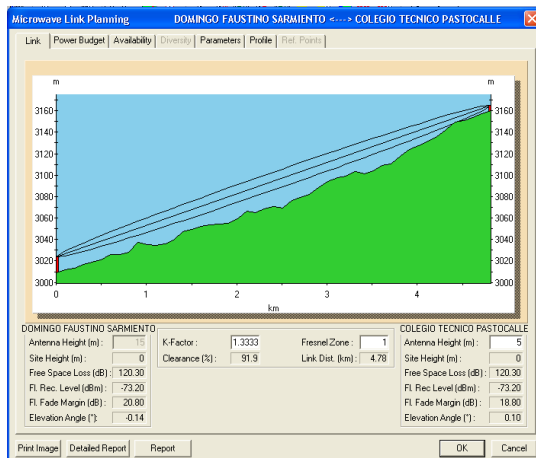 Microwave Link Planning DOMINGO FAUSTINO SARMIENTO <---> COLEGIO TECNICO PASTOCALLE
Link Power Budget Availability Diversity Parameters Profile Ref. Points
m m
3160 3160
3140 3140
3120 3120
3100 3100
3080 3080
3060 3060
3040 3040
3020 3020
3000 3000
0 1 2 3 4
km
DOMINGO FAUSTINO SARMIENTO COLEGIO TECNICO PASTOCALLE
Antenna Height (m) : 15 K-Factor : 1.3333 Fresnel Zone : 1 Antenna Height (m) : 5
Site Height (m) : 0 Clearance (%) : 91.9 Link Dist. (km) : 4.78 Site Height (m) : 0
Free Space Loss (dB) : 120.30 Free Space Loss (dB) : 120.30
Fl. Rec. Level (dBm) : -73.20 Fl. Rec. Level (dBm) : -73.20
Fl. Fade Margin (dB) : 20.80 Fl. Fade Margin (dB) : 18.80
Elevation Angle (°): -0.14 Elevation Angle (°): 0.10
Print Image Detailed Report Report OK Cancel